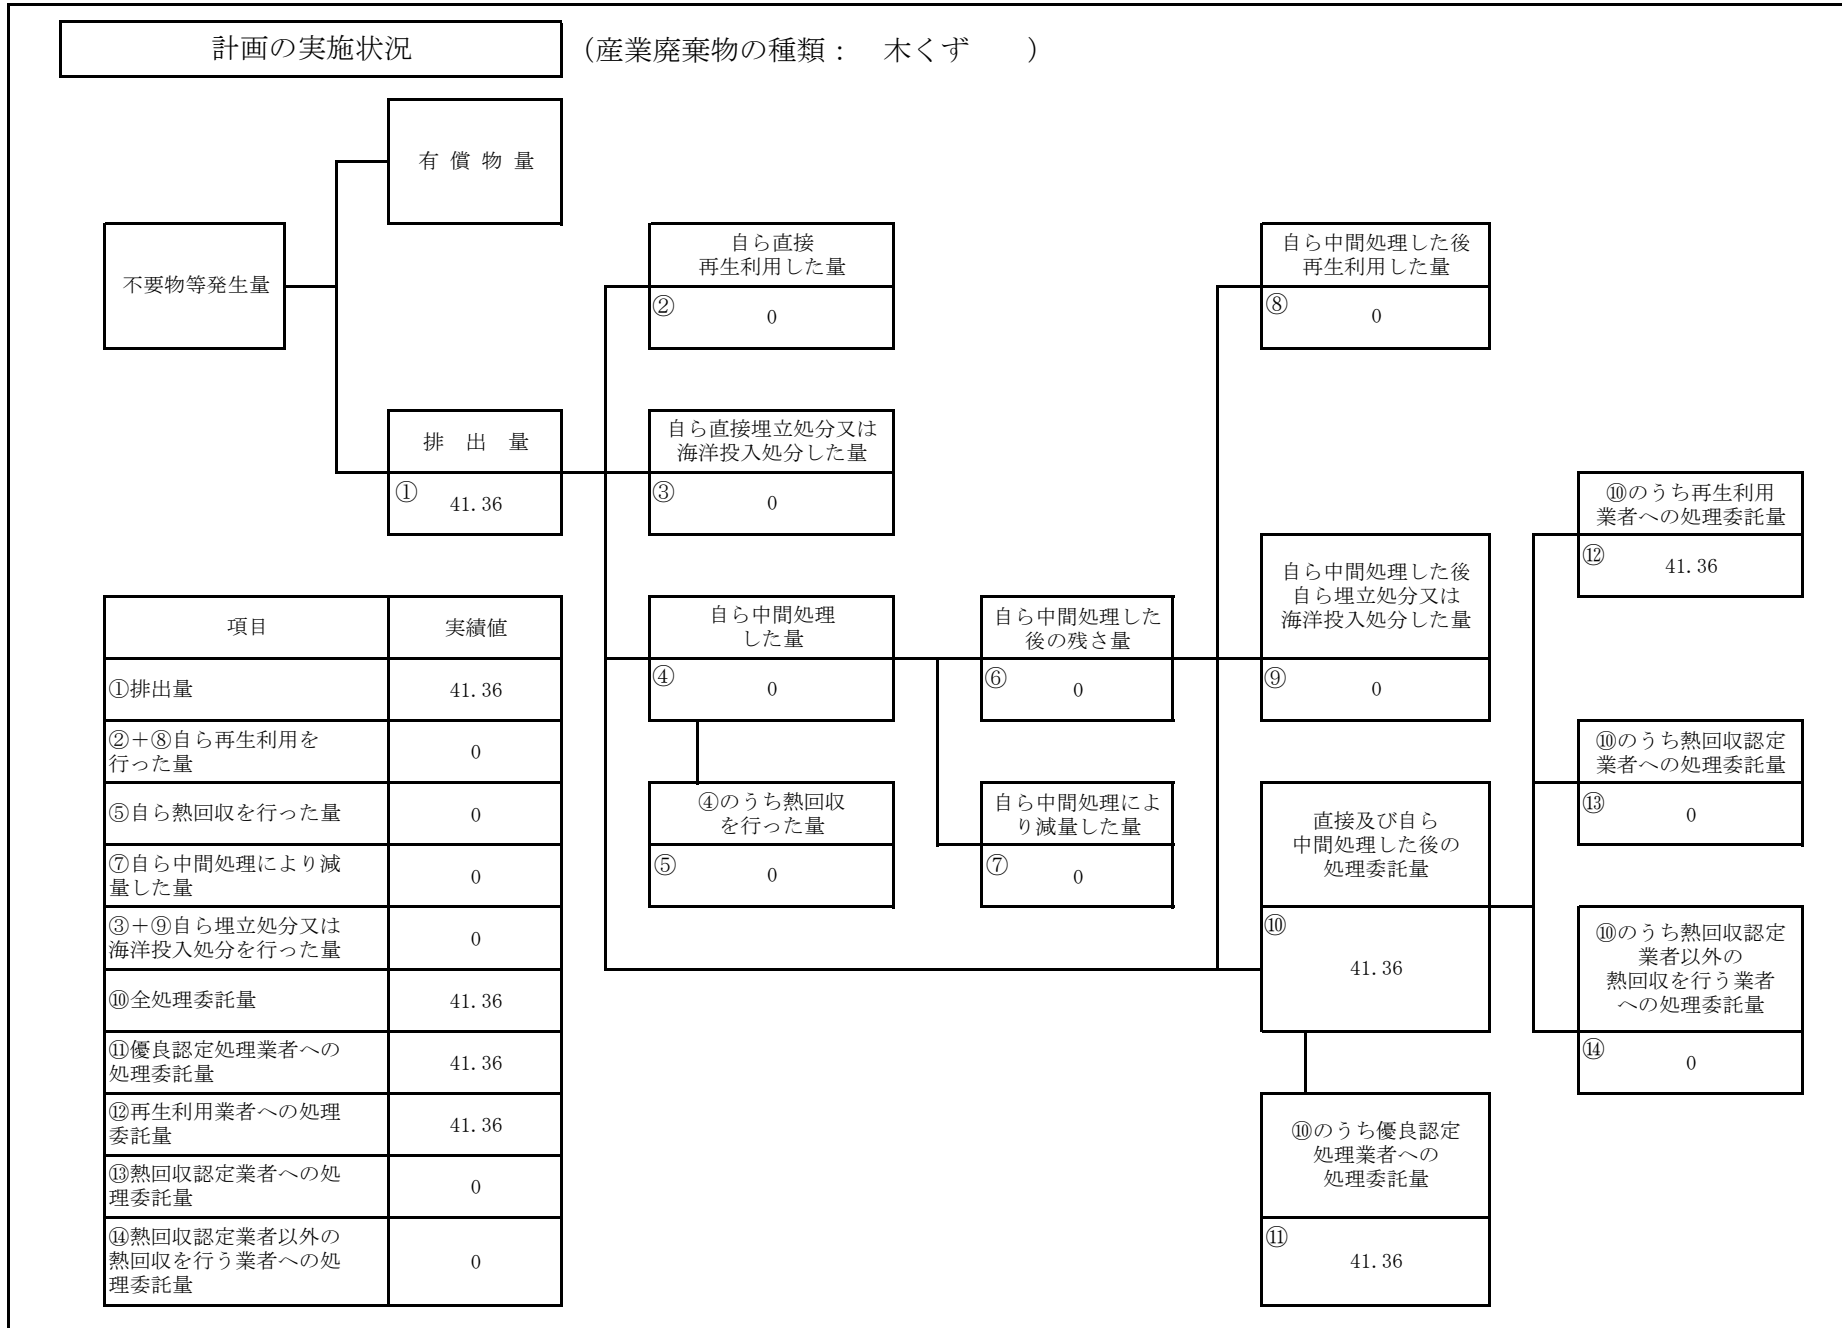 計画の実施状況
(産業廃棄物の種類: 木くず )
有償物量
不要物等発生量
排出量
①
41.36
自ら直接
再生利用した量
②
0
自ら直接埋立処分又は
海洋投入処分した量
③
0
自ら中間処理
した量
④
0
④のうち熱回収
を行った量
⑤
0
自ら中間処理した
後の残さ量
⑥
0
自ら中間処理によ
り減量した量
⑦
0
自ら中間処理した後
再生利用した量
⑧
0
自ら中間処理した後
自ら埋立処分又は
海洋投入処分した量
⑨
0
直接及び自ら
中間処理した後の
処理委託量
⑩
41.36
⑩のうち優良認定
処理業者への
処理委託量
⑪
41.36
⑩のうち再生利用
業者への処理委託量
⑫
41.36
⑩のうち熱回収認定
業者への処理委託量
⑬
0
⑩のうち熱回収認定
業者以外の
熱回収を行う業者
への処理委託量
⑭
0
項目 実績値
①排出量 41.36
②+⑧自ら再生利用を
行った量 0
⑤自ら熱回収を行った量 0
⑦自ら中間処理により減
量した量 0
③+⑨自ら埋立処分又は
海洋投入処分を行った量 0
⑩全処理委託量 41.36
⑪優良認定処理業者への
処理委託量 41.36
⑫再生利用業者への処理
委託量 41.36
⑬熱回収認定業者への処
理委託量 0
⑭熱回収認定業者以外の
熱回収を行う業者への処
理委託量 0